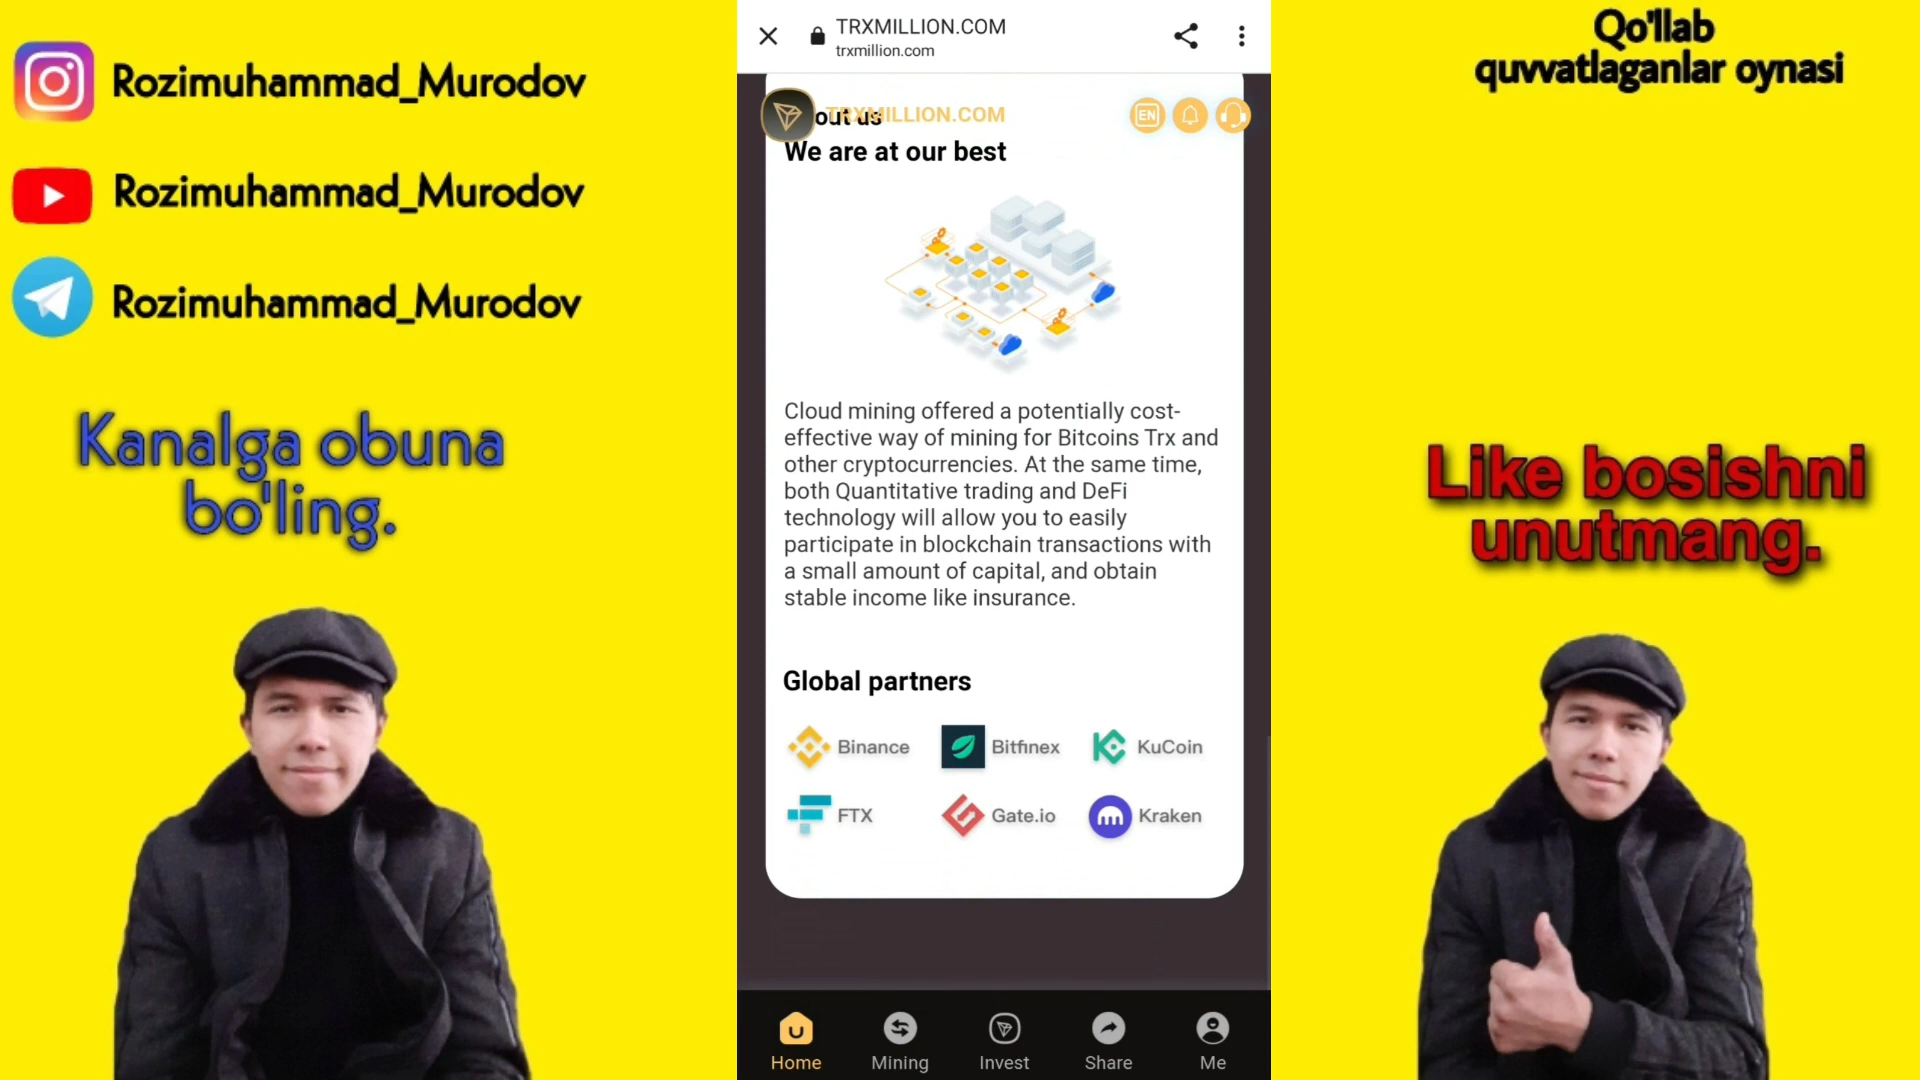 Rozimuhammad_Murodov
Rozimuhammad_Murodov
Rozimuhammad_Murodov
Kanalga obuna
bo'ling.
TRXMILLION.COM
trxmillion.com
TRXMILLION.COM
EN
out us
We are at our best
Cloud mining offered a potentially cost-
effective way of mining for Bitcoins Trx and
other cryptocurrencies. At the same time,
both Quantitative trading and DeFi
technology will allow you to easily
participate in blockchain transactions with
a small amount of capital, and obtain
stable income like insurance.
Global partners
Binance
Bitfinex
KuCoin
FTX
Gate.io
Kraken
Home
Mining
Invest
Share
Me
Qo'llab
quvvatlaganlar oynasi
Like bosishni
unutmang.